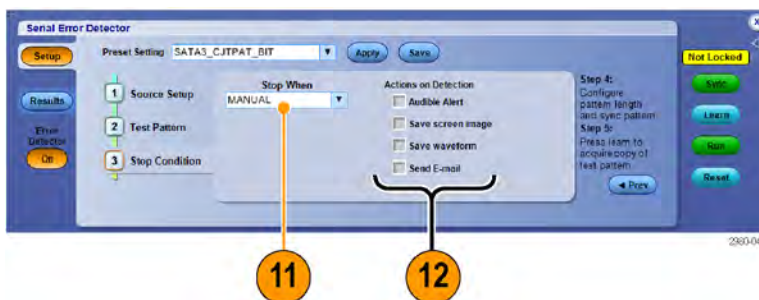 Serial Error Detector
X
Setup
Preset Setting SATA3_CJTPAT_BIT Apply Save
Not Locked
Results
Error
Detector
Off
1 Source Setup
2 Test Pattern
3 Stop Condition
Stop When
MANUAL
Actions on Detection
Audible Alert
Save screen image
Save waveform
Send E-mail
Step 4:
Configure
pattern length
and sync pattern
Step 5:
Press learn to
acquire copy of
test pattern
Prev
Sync
Learn
Run
Reset
2980-04
11
12